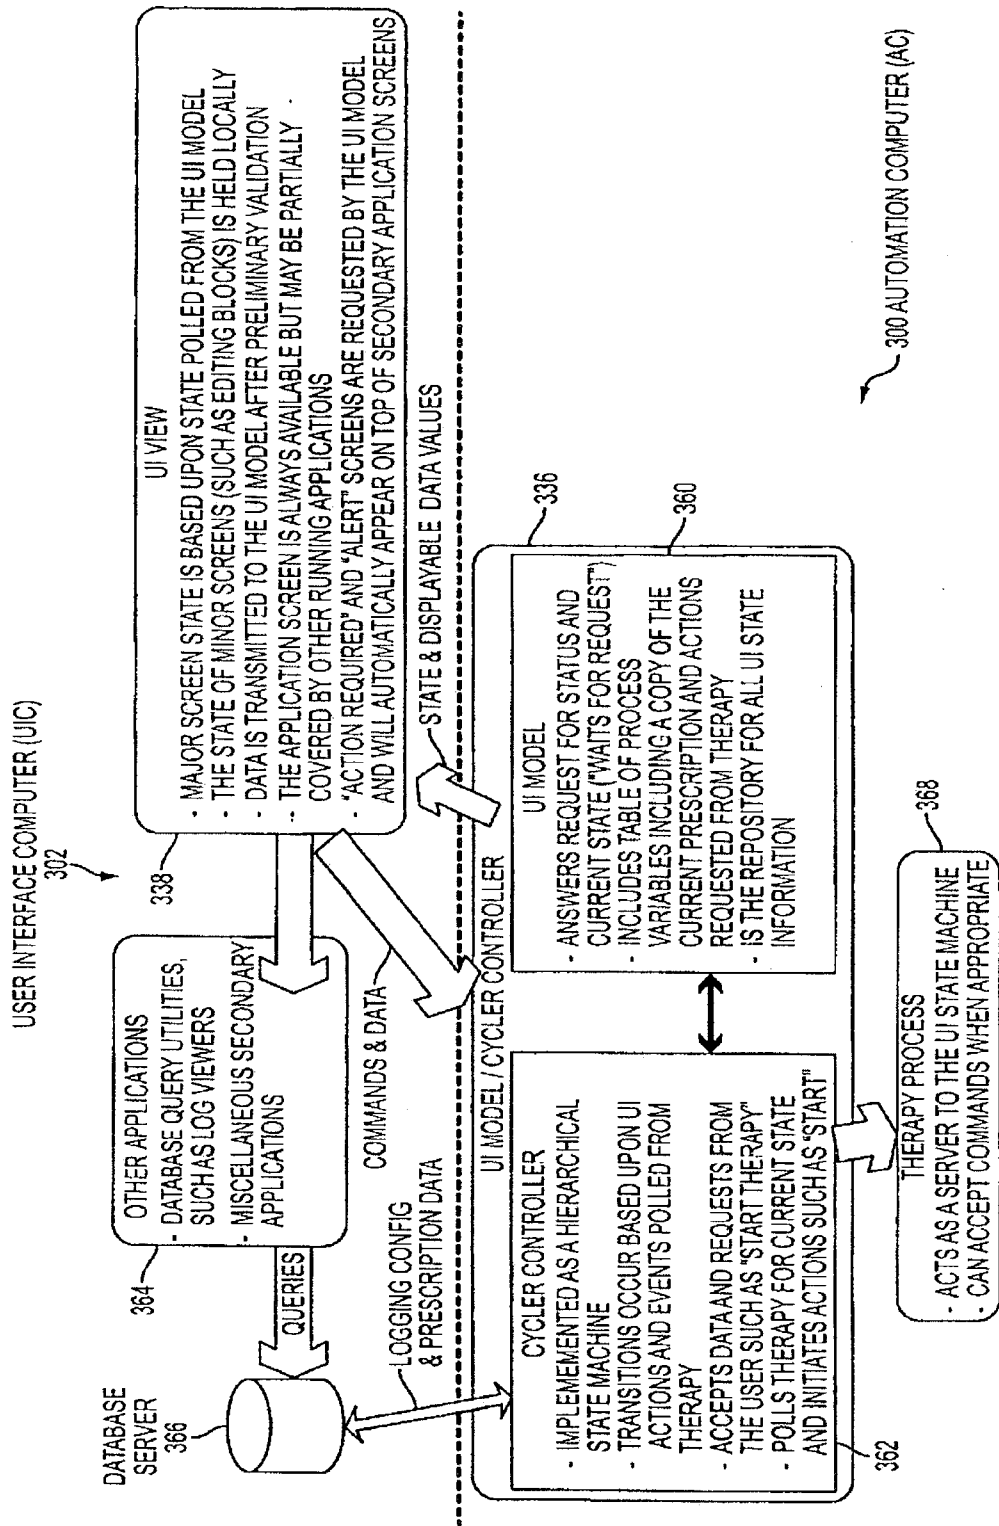 USER INTERFACE COMPUTER (UIC)
302
UI VIEW
- MAJOR SCREEN STATE IS BASED UPON STATE POLLED FROM THE UI MODEL
- THE STATE OF MINOR SCREENS (SUCH AS EDITING BLOCKS) IS HELD LOCALLY
- DATA IS TRANSMITTED TO THE UI MODEL AFTER PRELIMINARY VALIDATION
- THE APPLICATION SCREEN IS ALWAYS AVAILABLE BUT MAY BE PARTIALLY
COVERED BY OTHER RUNNING APPLICATIONS
- "ACTION REQUIRED" AND "ALERT" SCREENS ARE REQUESTED BY THE UI MODEL
AND WILL AUTOMATICALLY APPEAR ON TOP OF SECONDARY APPLICATION SCREENS
338
OTHER APPLICATIONS
- DATABASE QUERY UTILITIES,
SUCH AS LOG VIEWERS
- MISCELLANEOUS SECONDARY
APPLICATIONS
364
QUERIES
DATABASE
SERVER
366
LOGGING CONFIG
& PRESCRIPTION DATA
COMMANDS & DATA
STATE & DISPLAYABLE DATA VALUES
UI MODEL / CYCLER CONTROLLER
336
CYCLER CONTROLLER
- IMPLEMEMENTED AS A HIERARCHICAL
STATE MACHINE
- TRANSITIONS OCCUR BASED UPON UI
ACTIONS AND EVENTS POLLED FROM
THERAPY
- ACCEPTS DATA AND REQUESTS FROM
THE USER SUCH AS "START THERAPY"
- POLLS THERAPY FOR CURRENT STATE
AND INITIATES ACTIONS SUCH AS "START"
362
UI MODEL
- ANSWERS REQUEST FOR STATUS AND
CURRENT STATE ("WAITS FOR REQUEST")
- INCLUDES TABLE OF PROCESS
VARIABLES INCLUDING A COPY OF THE
CURRENT PRESCRIPTION AND ACTIONS
REQUESTED FROM THERAPY
- IS THE REPOSITORY FOR ALL UI STATE
INFORMATION
360
THERAPY PROCESS
- ACTS AS A SERVER TO THE UI STATE MACHINE
- CAN ACCEPT COMMANDS WHEN APPROPRIATE
368
300 AUTOMATION COMPUTER (AC)